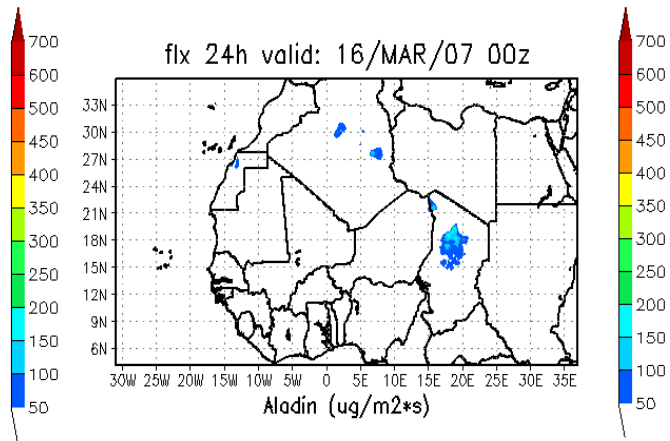 flx 24h valid: 16/MAR/07 00z
700
600
500
450
400
350
300
250
200
150
100
50
33N
30N
27N
24N
21N
18N
15N
12N
9N
6N
30W 25W 20W 15W 10W 5W 0 5E 10E 15E 20E 25E 30E 35E
Aladin (ug/m2*s)
700
600
500
450
400
350
300
250
200
150
100
50